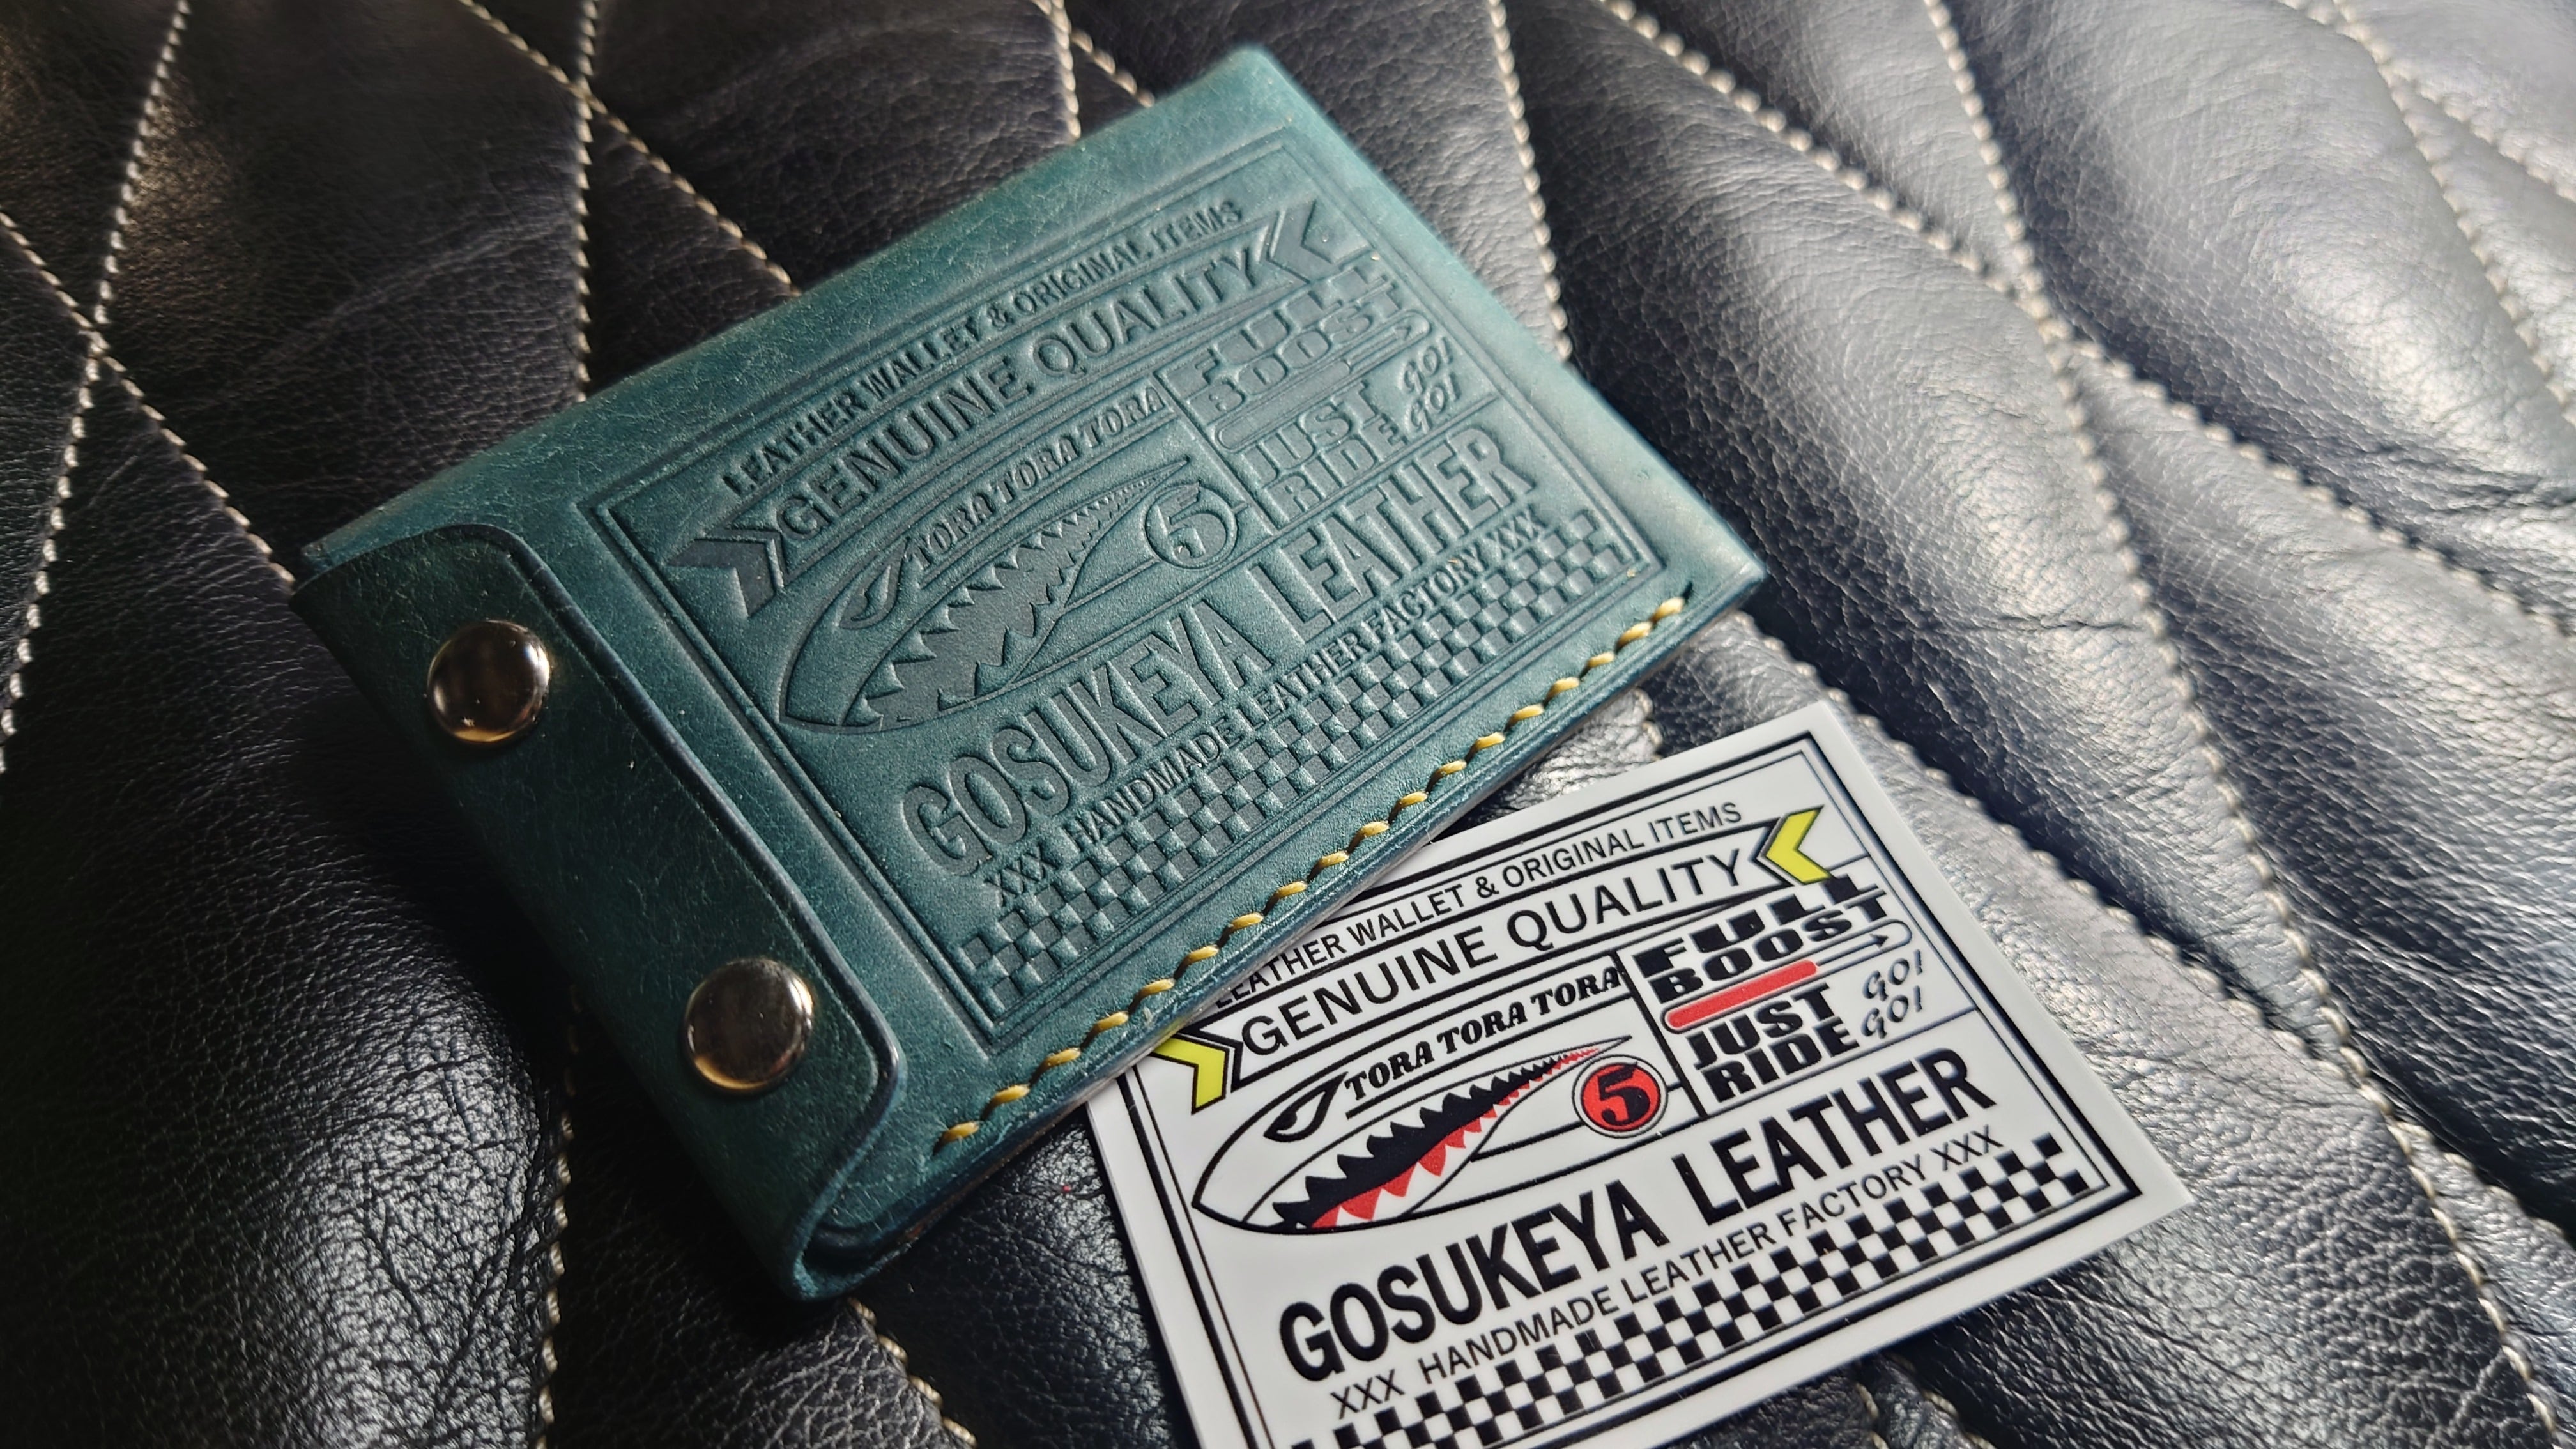 LEATHER WALLET & ORIGINAL ITEMS
GENUINE QUALITY
TORA TORA TORA
5
FULL
BOOST
JUST
RIDE
GO!
GO!
GOSUKEYA LEATHER
XXX HANDMADE LEATHER FACTORY XXX
LEATHER WALLET & ORIGINAL ITEMS
GENUINE QUALITY
TORA TORA TORA
5
FULL
BOOST
JUST
RIDE
GO!
GO!
GOSUKEYA LEATHER
XXX HANDMADE LEATHER FACTORY XXX